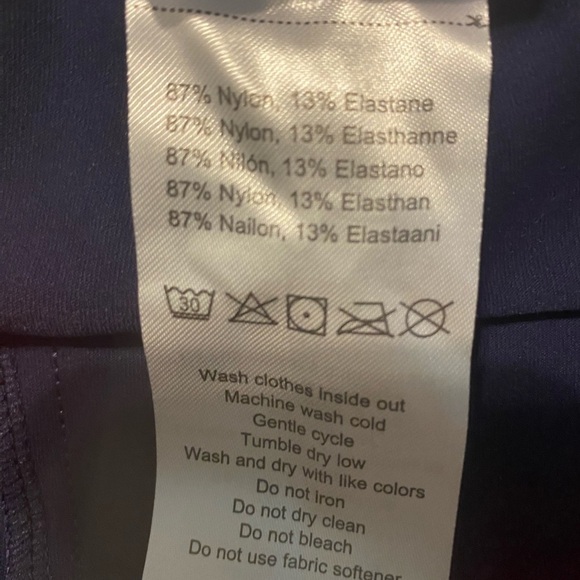 87% Nylon, 13% Elastane
87% Nylon, 13% Elasthanne
87% Nilón, 13% Elastano
87% Nylon, 13% Elasthan
87% Nailon, 13% Elastaani
30
Wash clothes inside out
Machine wash cold
Gentle cycle
Tumble dry low
Wash and dry with like colors
Do not iron
Do not dry clean
Do not bleach
Do not use fabric softener